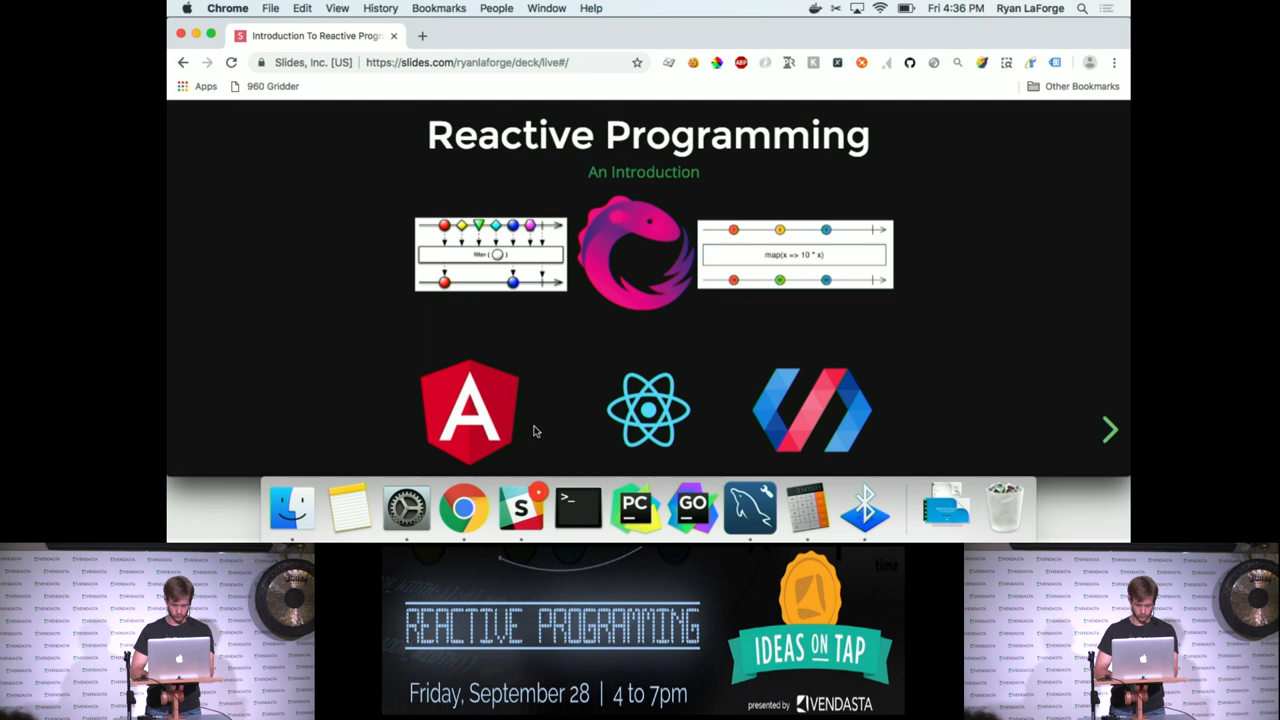 Chrome File Edit View History Bookmarks People Window Help
Fri 4:36 PM Ryan LaForge
S Introduction To Reactive Progr
Slides, Inc. [US] https://slides.com/ryanlaforge/deck/live#/
ABP
Apps 960 Gridder Other Bookmarks
Reactive Programming
An Introduction
filter ( )
map(x => 10 * x)
A
S >_ PC GO
time
REACTIVE PROGRAMMING
IDEAS ON TAP
Friday, September 28 | 4 to 7pm
presented by VENDASTA